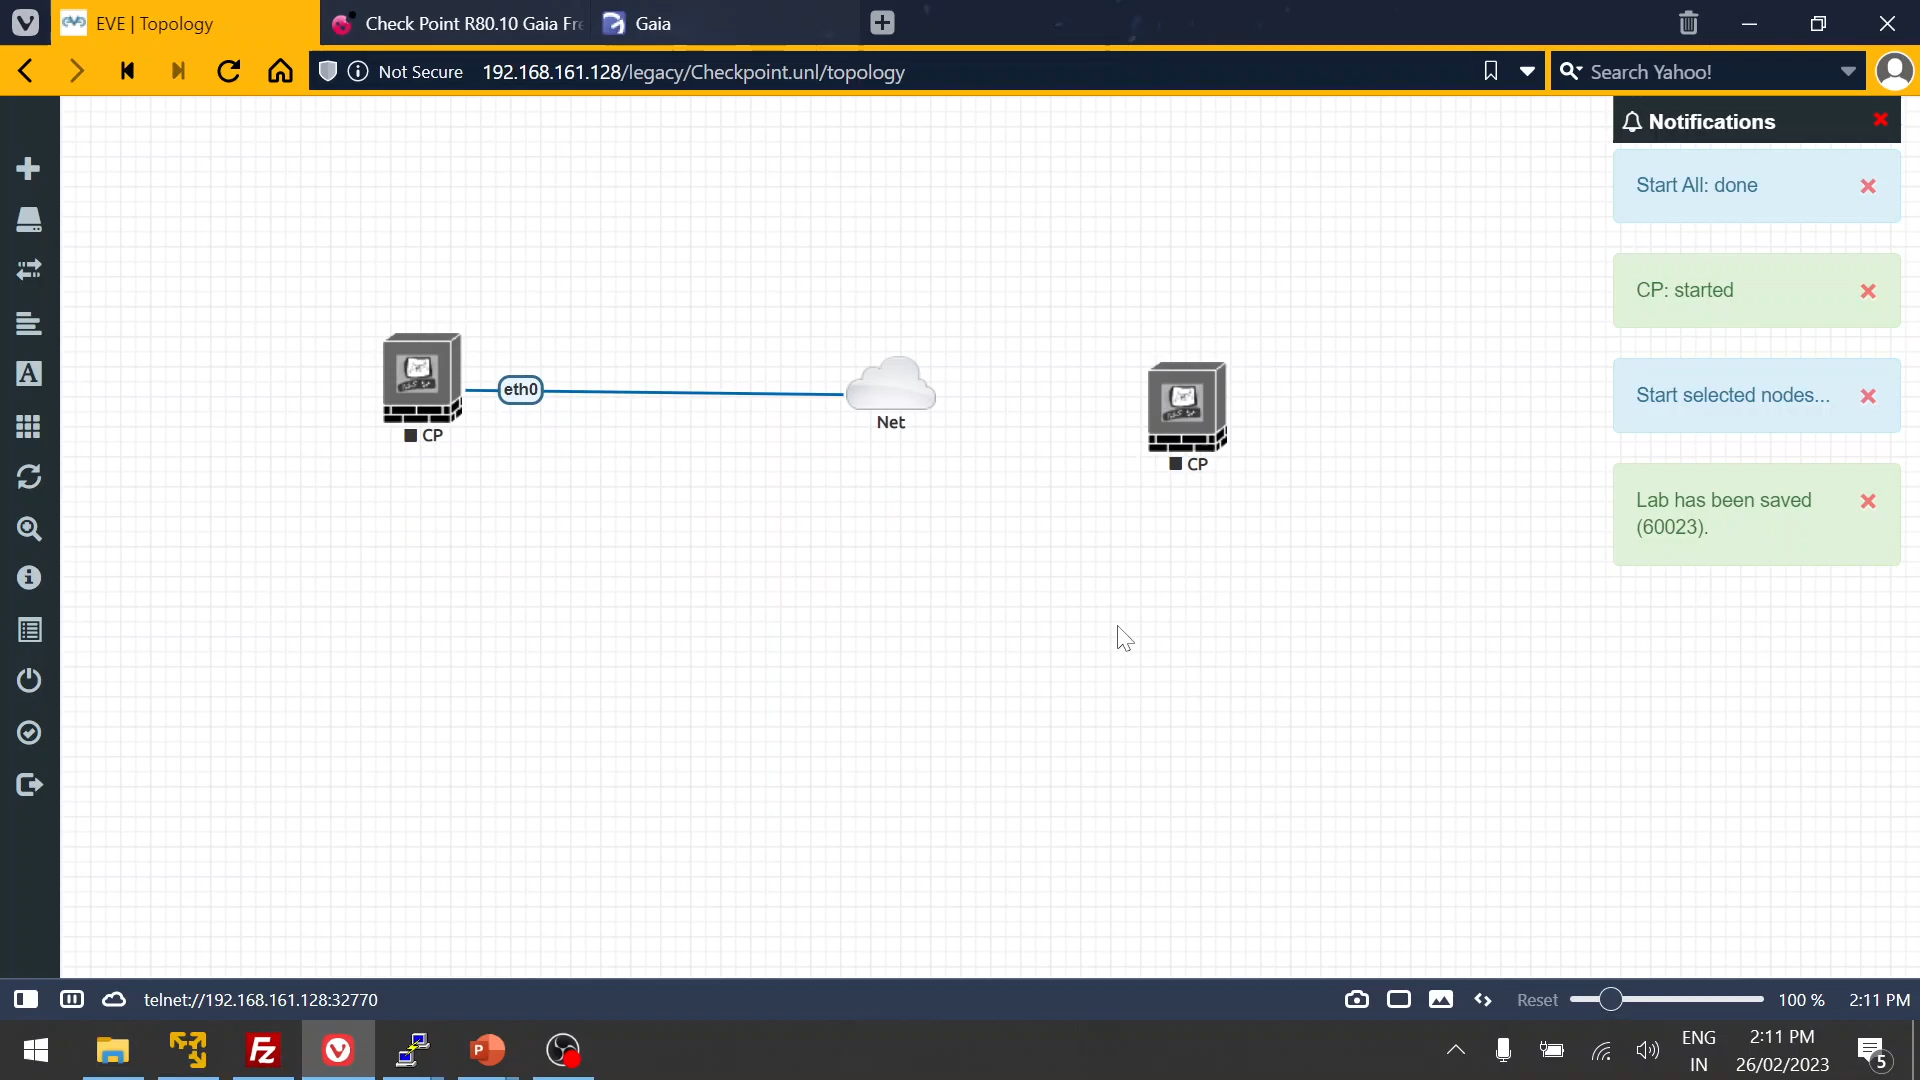 EVE | Topology
Check Point R80.10 Gaia Fre
Gaia
Not Secure
192.168.161.128/legacy/Checkpoint.unl/topology
Search Yahoo!
Notifications
Start All: done
CP: started
Start selected nodes...
Lab has been saved
(60023).
eth0
CP
Net
CP
telnet://192.168.161.128:32770
Reset
100 %
2:11 PM
ENG
IN
2:11 PM
26/02/2023
5